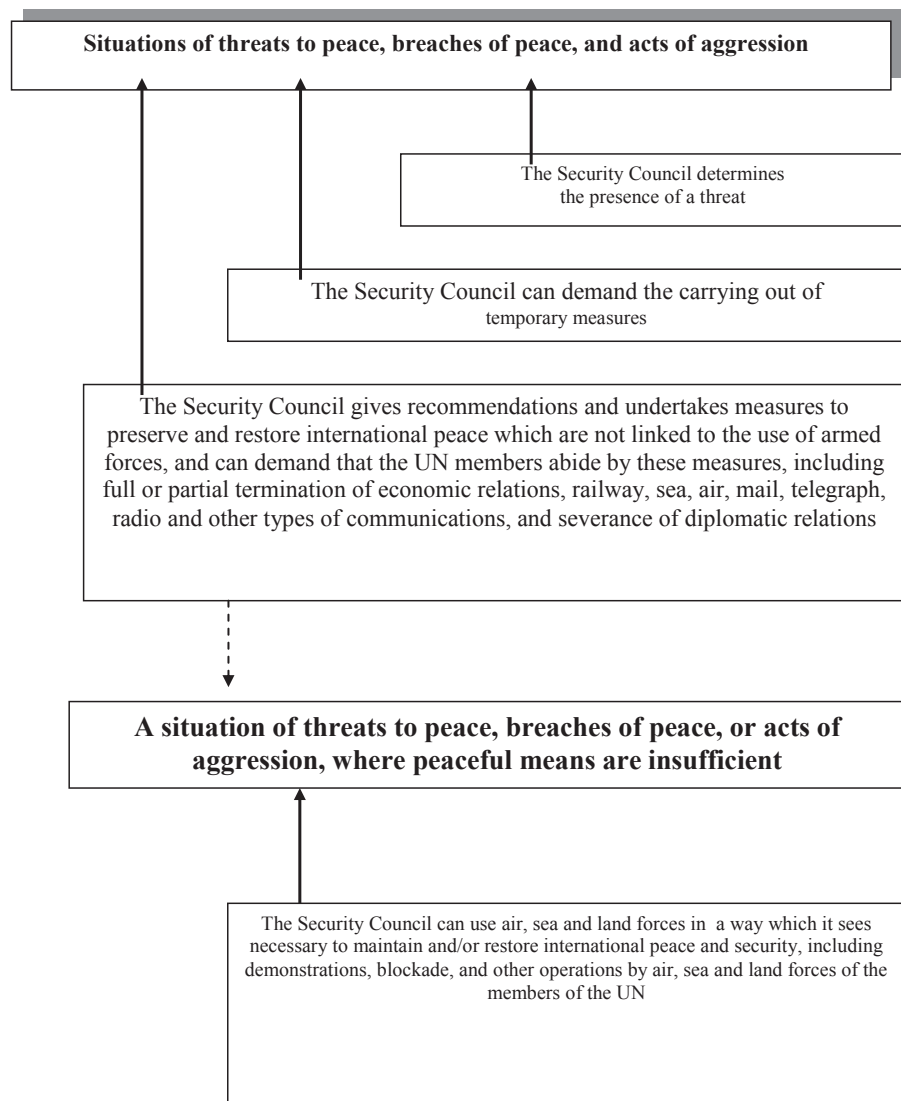 Situations of threats to peace, breaches of peace, and acts of aggression
The Security Council determines
the presence of a threat
The Security Council can demand the carrying out of
temporary measures
The Security Council gives recommendations and undertakes measures to
preserve and restore international peace which are not linked to the use of armed
forces, and can demand that the UN members abide by these measures, including
full or partial termination of economic relations, railway, sea, air, mail, telegraph,
radio and other types of communications, and severance of diplomatic relations
A situation of threats to peace, breaches of peace, or acts of
aggression, where peaceful means are insufficient
The Security Council can use air, sea and land forces in a way which it sees
necessary to maintain and/or restore international peace and security, including
demonstrations, blockade, and other operations by air, sea and land forces of the
members of the UN